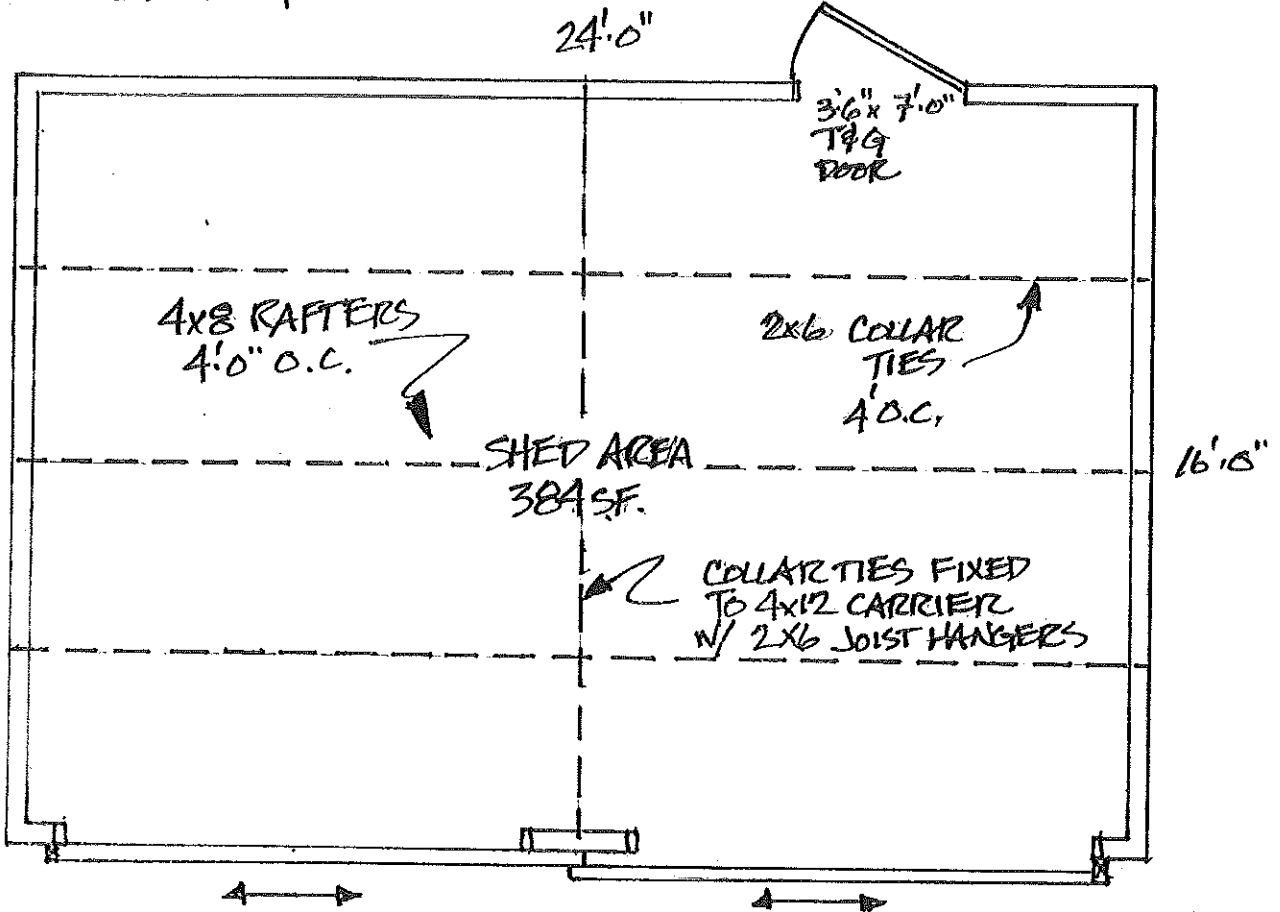 24'.0"
3'6" x 7'.0"
T&G
DOOR
4x8 RAFTERS
4'.0" O.C.
2x6 COLLAR
TIES
4' O.C.
SHED AREA
384 SF.
16'.0"
COLLAR TIES FIXED
TO 4x12 CARRIER
W/ 2X6 JOIST HANGERS